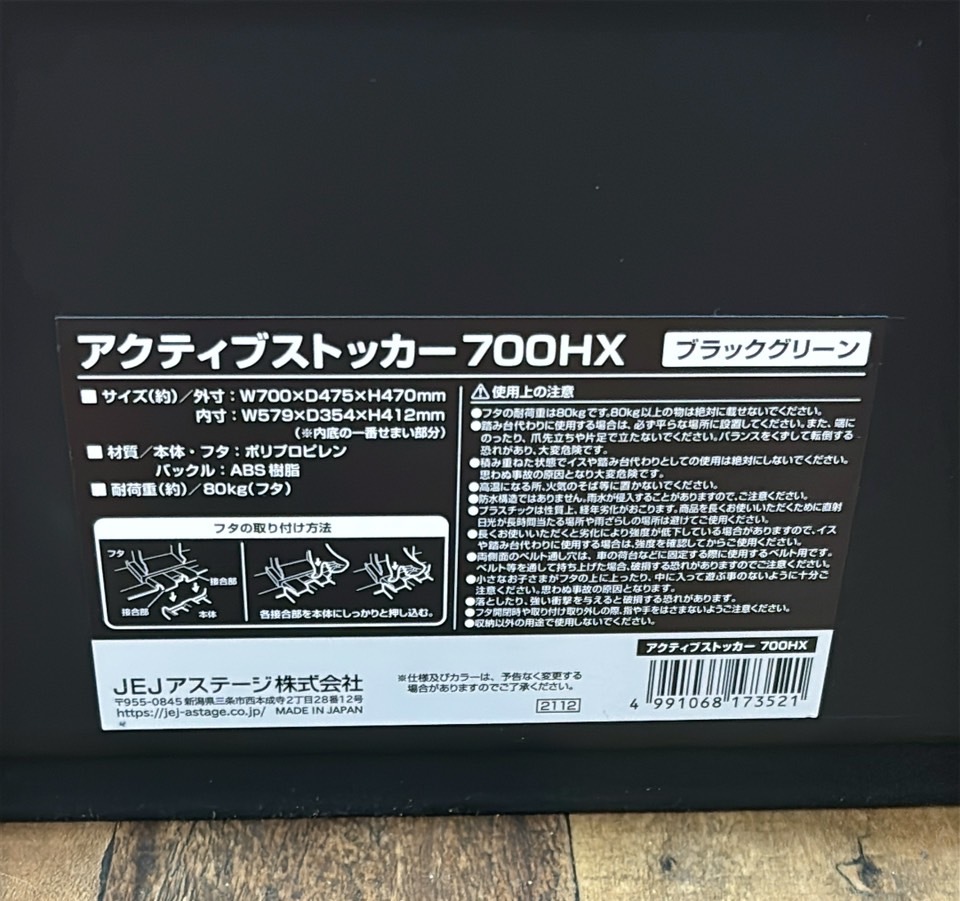 アクティブストッカー700HX
ブラックグリーン
■サイズ(約)／外寸：W700×D475×H470mm
内寸：W579×D354×H412mm
(※内底の一番せまい部分)
■材質／本体・フタ：ポリプロピレン
バックル：ABS樹脂
■耐荷重(約)／80kg(フタ)
フタの取り付け方法
フタ
接合部
接合部
本体
各接合部を本体にしっかりと押し込む。
⚠使用上の注意
●フタの耐荷重は80kgです。80kg以上の物は絶対に載せないでください。
●踏み台代わりに使用する場合は、必ず平らな場所に設置してください。また、端に
のったり、爪先立ちや片足で立たないでください。バランスをくずして転倒する
恐れがあり、大変危険です。
●積み重ねた状態でイスや踏み台代わりとしての使用は絶対にしないでください。
思わぬ事故の原因となり大変危険です。
●高温になる所、火気のそば等に置かないでください。
●防水構造ではありません。雨水が侵入することがありますので、ご注意ください。
●プラスチックは性質上、経年劣化がおこります。商品を長くお使いいただくために直射
日光が長時間当たる場所や雨ざらしの場所は避けてご使用ください。
●長くお使いいただくと劣化により強度が低下している場合がありますので、イス
や踏み台代わりに使用する場合は、強度を確認してからご使用ください。
●両側面のベルト通し穴は、車の荷台などに固定する際に使用するベルト用です。
ベルト等を通して持ち上げた場合、破損する恐れがありますのでご注意ください。
●小さなお子さまがフタの上に上ったり、中に入って遊ぶ事のないように十分ご
注意ください。思わぬ事故の原因となります。
●落としたり、強い衝撃を与えると破損する恐れがあります。
●フタ開閉時や取り付け取り外しの際、指や手をはさまないようご注意ください。
●収納以外の用途で使用しないでください。
JEJアステージ株式会社
〒955-0845 新潟県三条市西本成寺2丁目28番12号
https://jej-astage.co.jp/ MADE IN JAPAN
※仕様及びカラーは、予告なく変更する
場合がありますのでご了承ください。
2112
アクティブストッカー 700HX
4 991068 173521